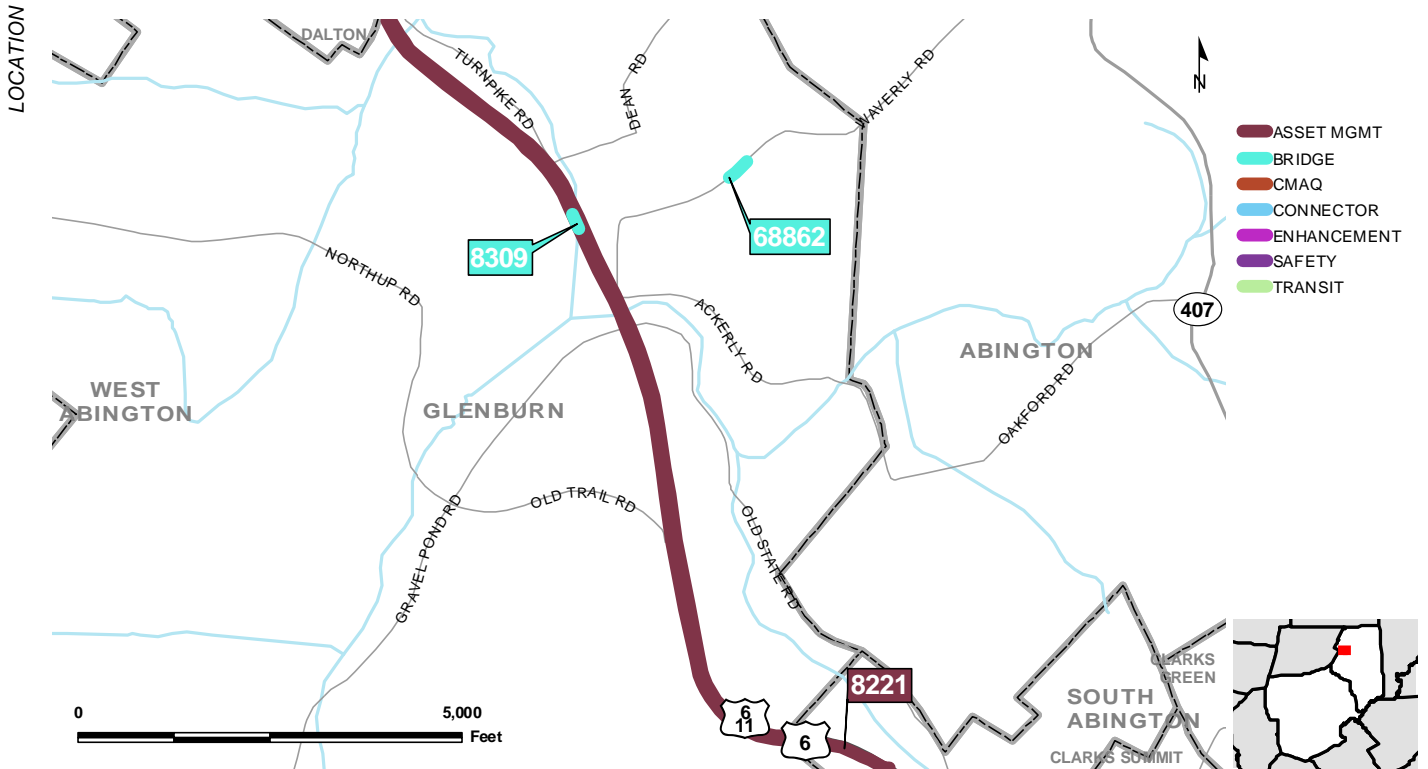 LOCATION
DALTON
TURNPIKE RD
DEAN RD
WAVERLY RD
N
ASSET MGMT
BRIDGE
CMAQ
CONNECTOR
ENHANCEMENT
SAFETY
TRANSIT
8309
68862
NORTHUP RD
ACKERLY RD
407
ABINGTON
WEST
ABINGTON
GLENBURN
OAKFORD RD
OLD TRAIL RD
GRAVEL POND RD
OLD STATE RD
8221
CLARKS
GREEN
SOUTH
ABINGTON
CLARKS SUMMIT
6
11
6
0
5,000
Feet